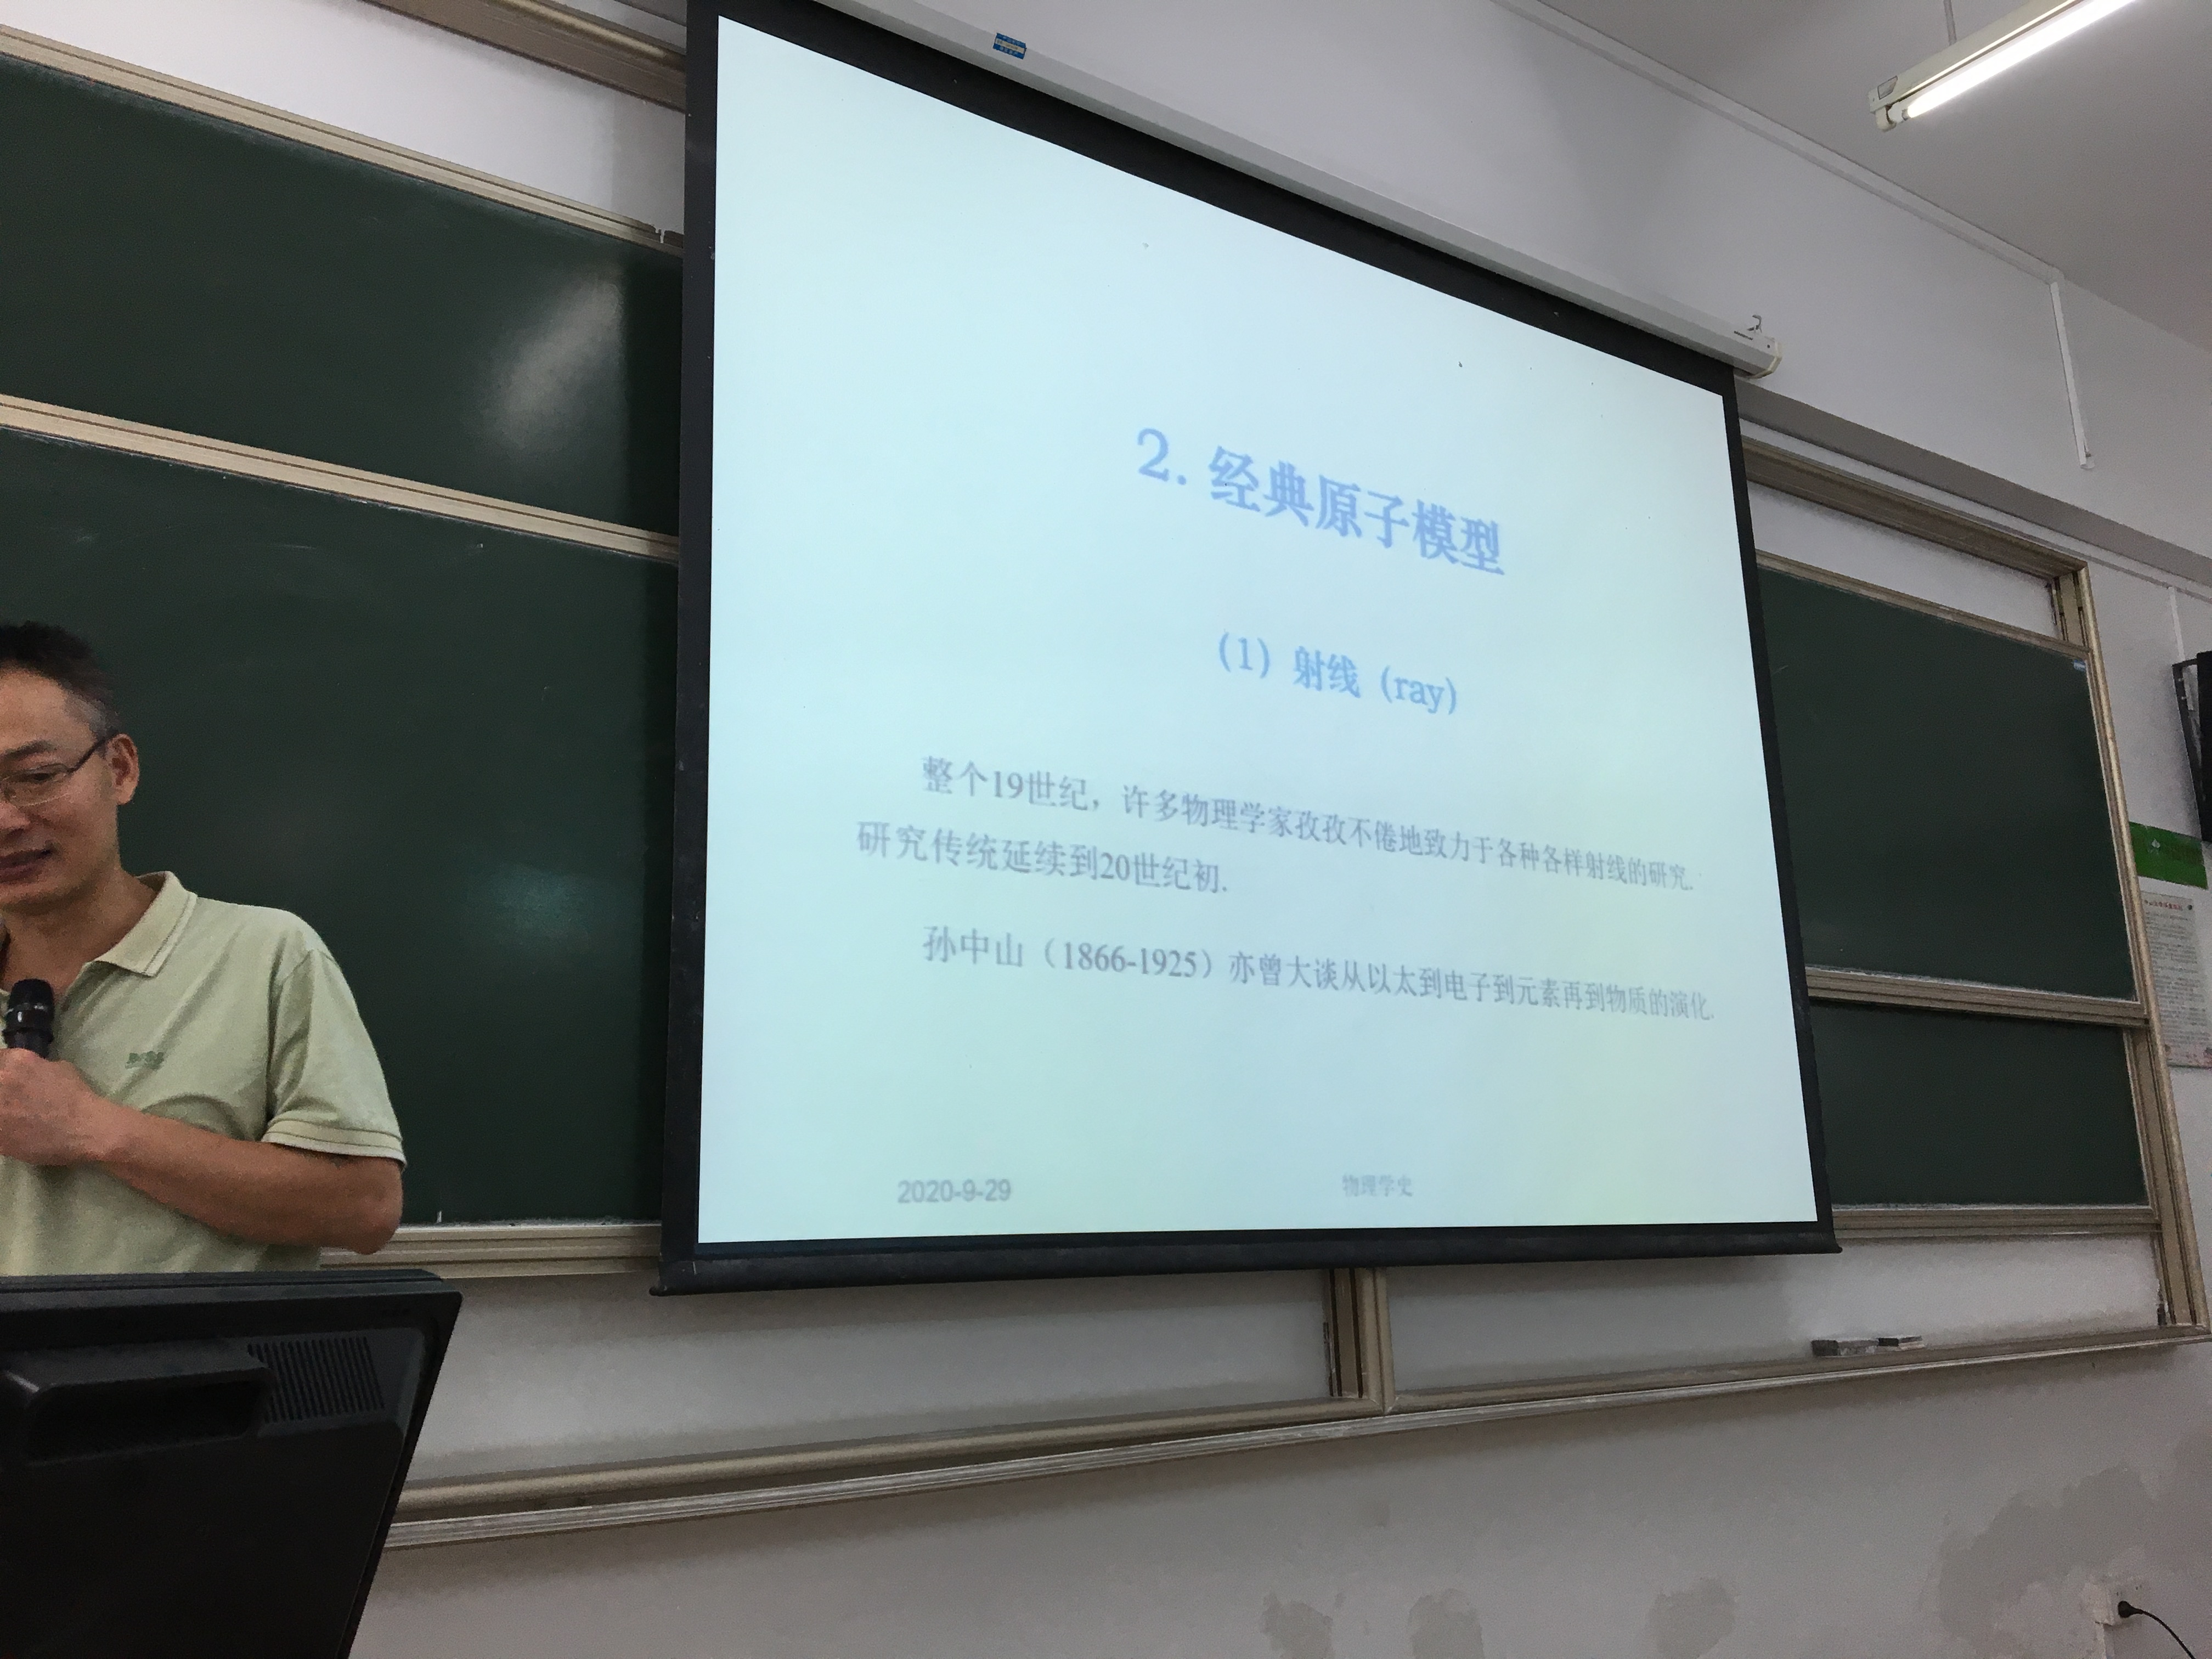 2. 经典原子模型
(1) 射线 (ray)
整个19世纪，许多物理学家孜孜不倦地致力于各种各样射线的研究.
研究传统延续到20世纪初.
孙中山（1866-1925）亦曾大谈从以太到电子到元素再到物质的演化.
2020-9-29
物理学史